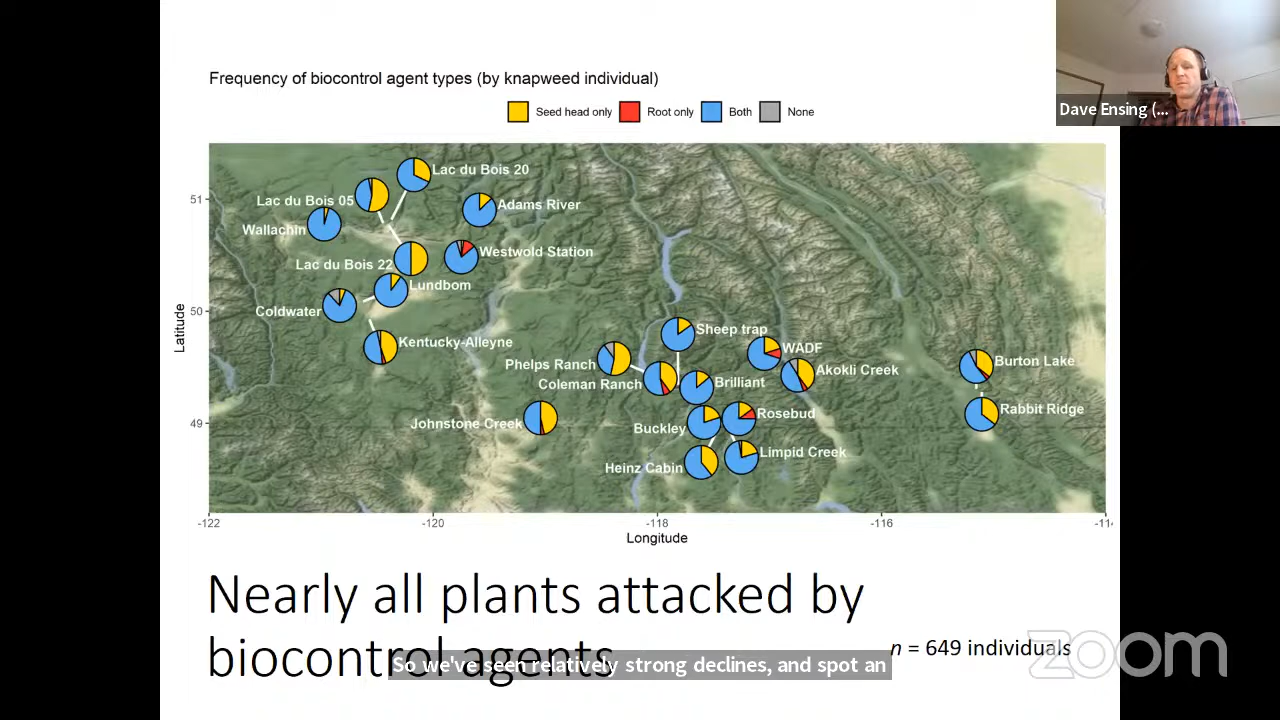 Frequency of biocontrol agent types (by knapweed individual)
Seed head only
Root only
Both
None
Dave Ensing (...
Lac du Bois 20
Lac du Bois 05
Adams River
Wallachin
Westwold Station
Lac du Bois 22
Lundbom
Coldwater
Kentucky-Alleyne
Sheep trap
WADF
Phelps Ranch
Akokli Creek
Burton Lake
Coleman Ranch
Brilliant
Rabbit Ridge
Johnstone Creek
Rosebud
Buckley
Limpid Creek
Heinz Cabin
51
50
49
Latitude
-122
-120
-118
-116
-114
Longitude
Nearly all plants attacked by
biocontrol agents
n = 649 individuals
So we've seen relatively strong declines, and spot an
zoom